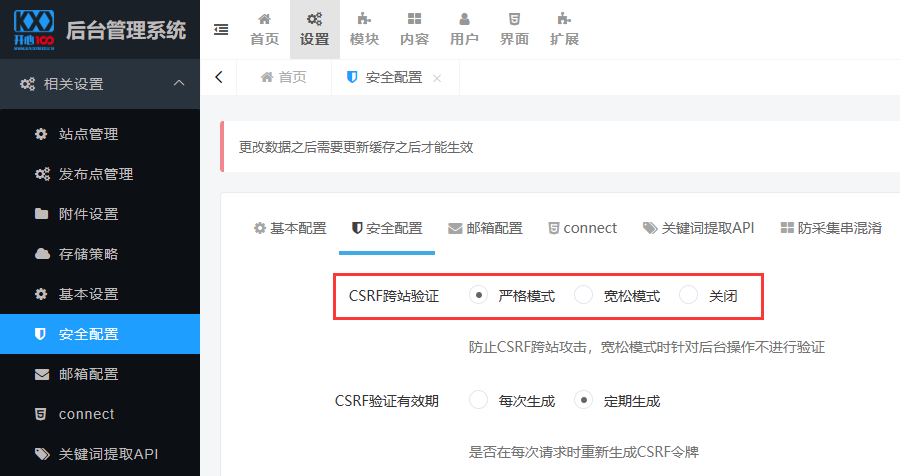 开心100
后台管理系统
首页 设置 模块 内容 用户 界面 扩展
相关设置
首页 安全配置
站点管理
发布点管理
附件设置
存储策略
基本设置
安全配置
邮箱配置
connect
关键词提取API
更改数据之后需要更新缓存之后才能生效
基本配置 安全配置 邮箱配置 connect 关键词提取API 防采集串混淆
CSRF跨站验证 严格模式 宽松模式 关闭
防止CSRF跨站攻击，宽松模式时针对后台操作不进行验证
CSRF验证有效期 每次生成 定期生成
是否在每次请求时重新生成CSRF令牌